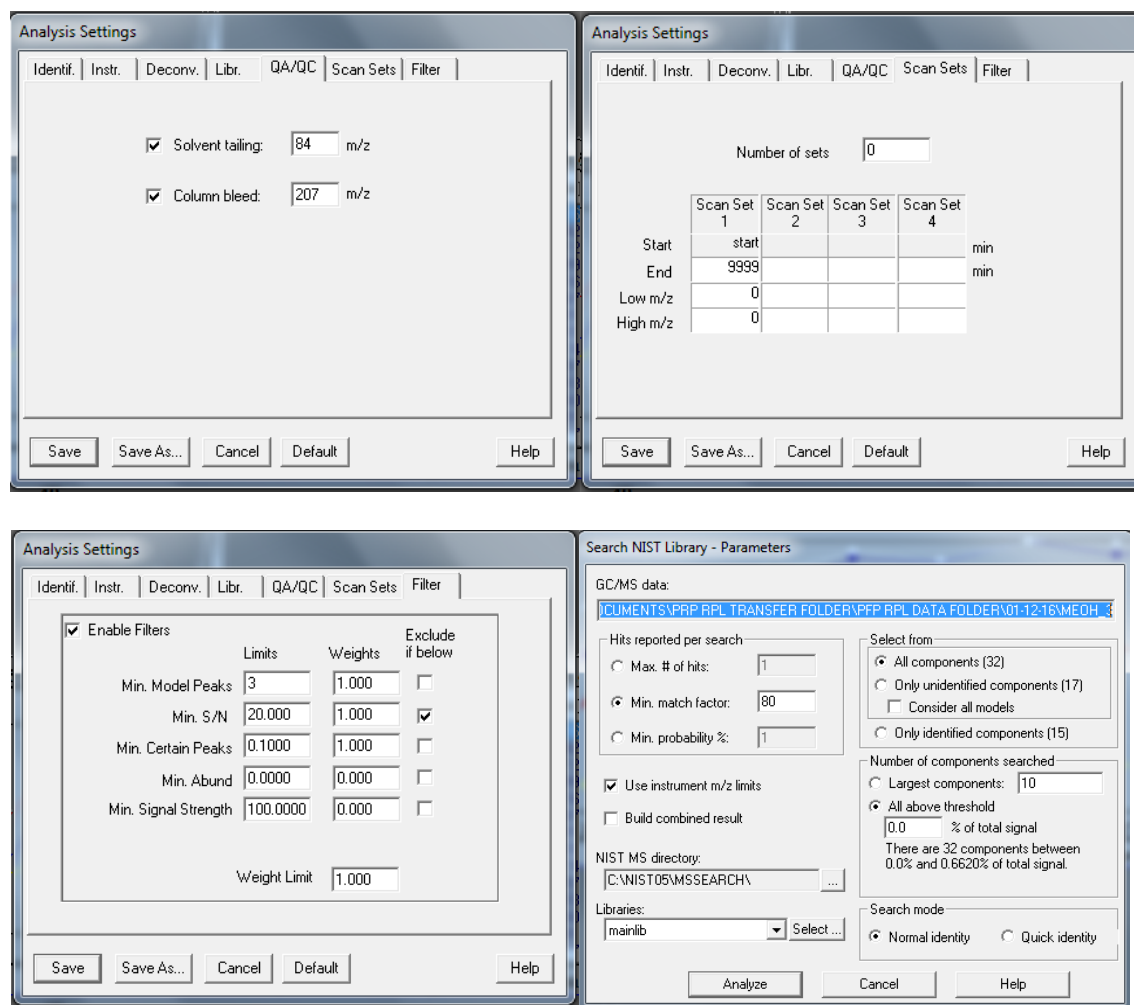 Analysis Settings
Identif. Instr. Deconv. Libr. QA/QC Scan Sets Filter
Solvent tailing: 84 m/z
Column bleed: 207 m/z
Save Save As... Cancel Default Help
Analysis Settings
Identif. Instr. Deconv. Libr. QA/QC Scan Sets Filter
Number of sets 0
Scan Set 1 Scan Set 2 Scan Set 3 Scan Set 4
Start start min
End 9999 min
Low m/z 0
High m/z 0
Save Save As... Cancel Default Help
Analysis Settings
Identif. Instr. Deconv. Libr. QA/QC Scan Sets Filter
Enable Filters
Limits Weights Exclude if below
Min. Model Peaks 3 1.000
Min. S/N 20.000 1.000
Min. Certain Peaks 0.1000 1.000
Min. Abund 0.0000 0.000
Min. Signal Strength 100.0000 0.000
Weight Limit 1.000
Save Save As... Cancel Default Help
Search NIST Library - Parameters
GC/MS data:
CUMENTS\PRP RPL TRANSFER FOLDER\PFP RPL DATA FOLDER\01-12-16\MEOH_3
Hits reported per search
Max. # of hits: 1
Min. match factor: 80
Min. probability %: 1
Use instrument m/z limits
Build combined result
NIST MS directory:
C:\NIST05\MSSEARCH\ ...
Libraries:
mainlib Select ...
Select from
All components (32)
Only unidentified components (17)
Consider all models
Only identified components (15)
Number of components searched
Largest components: 10
All above threshold
0.0 % of total signal
There are 32 components between
0.0% and 0.6620% of total signal.
Search mode
Normal identity Quick identity
Analyze Cancel Help